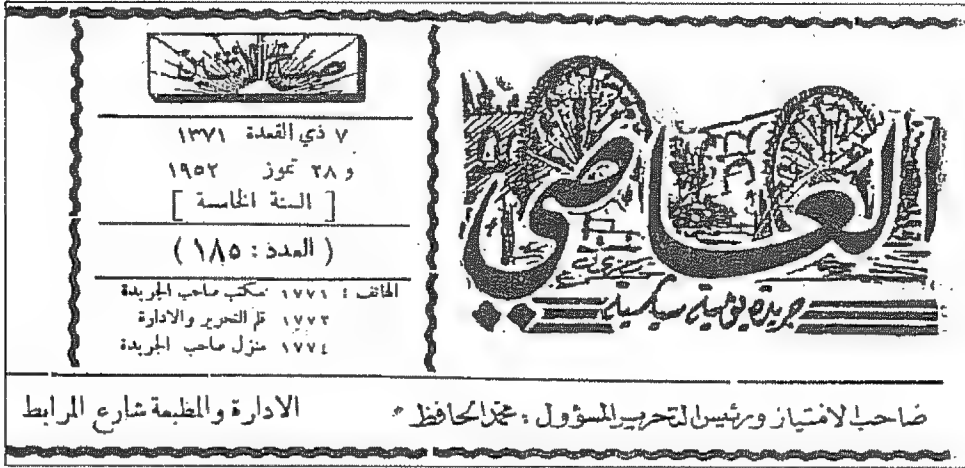 العاصي
جريدة يومية سياسية
٧ ذي القعدة ١٣٧١
و ٢٨ تموز ١٩٥٢
[ السنة الخامسة ]
( العدد : ١٨٥ )
الهاتف : ١٧٧١ مكتب صاحب الجريدة
١٧٧٣ قلم التحرير والادارة
١٧٧٤ منزل صاحب الجريدة
صاحب الامتياز ورئيس التحرير المسؤول : محمد الحافظ *
الادارة والمطبعة شارع المرابط